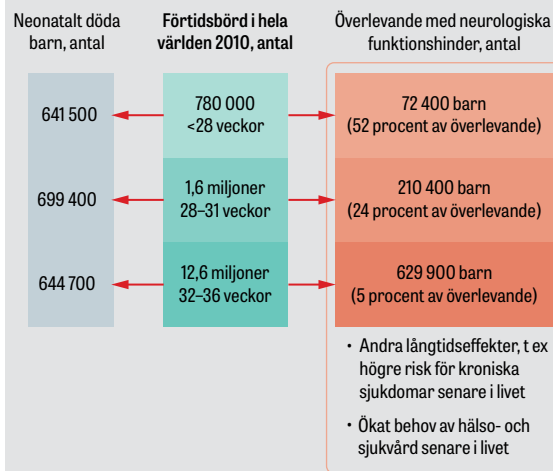 Neonatalt döda
barn, antal
Förtidsbörd i hela
världen 2010, antal
Överlevande med neurologiska
funktionshinder, antal
641 500
780 000
<28 veckor
72 400 barn
(52 procent av överlevande)
699 400
1,6 miljoner
28–31 veckor
210 400 barn
(24 procent av överlevande)
644 700
12,6 miljoner
32–36 veckor
629 900 barn
(5 procent av överlevande)
• Andra långtidseffekter, t ex
högre risk för kroniska
sjukdomar senare i livet
• Ökat behov av hälso- och
sjukvård senare i livet